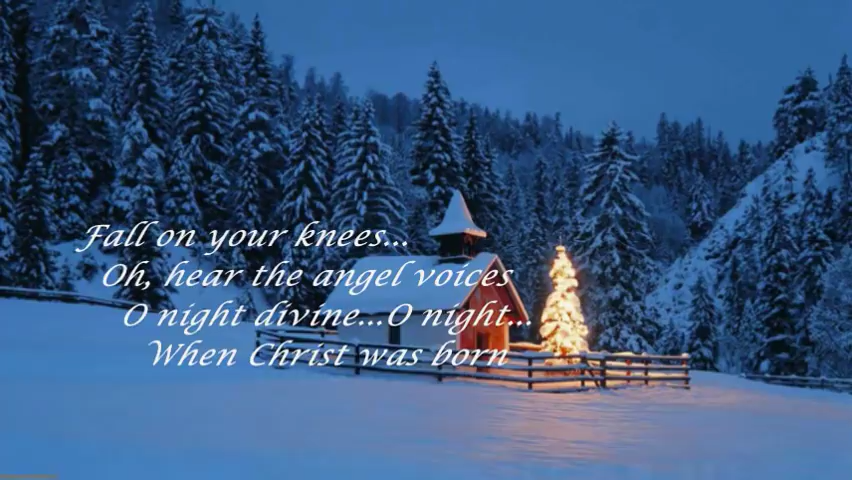 Fall on your knees...
Oh, hear the angel voices
O night divine...O night...
When Christ was born